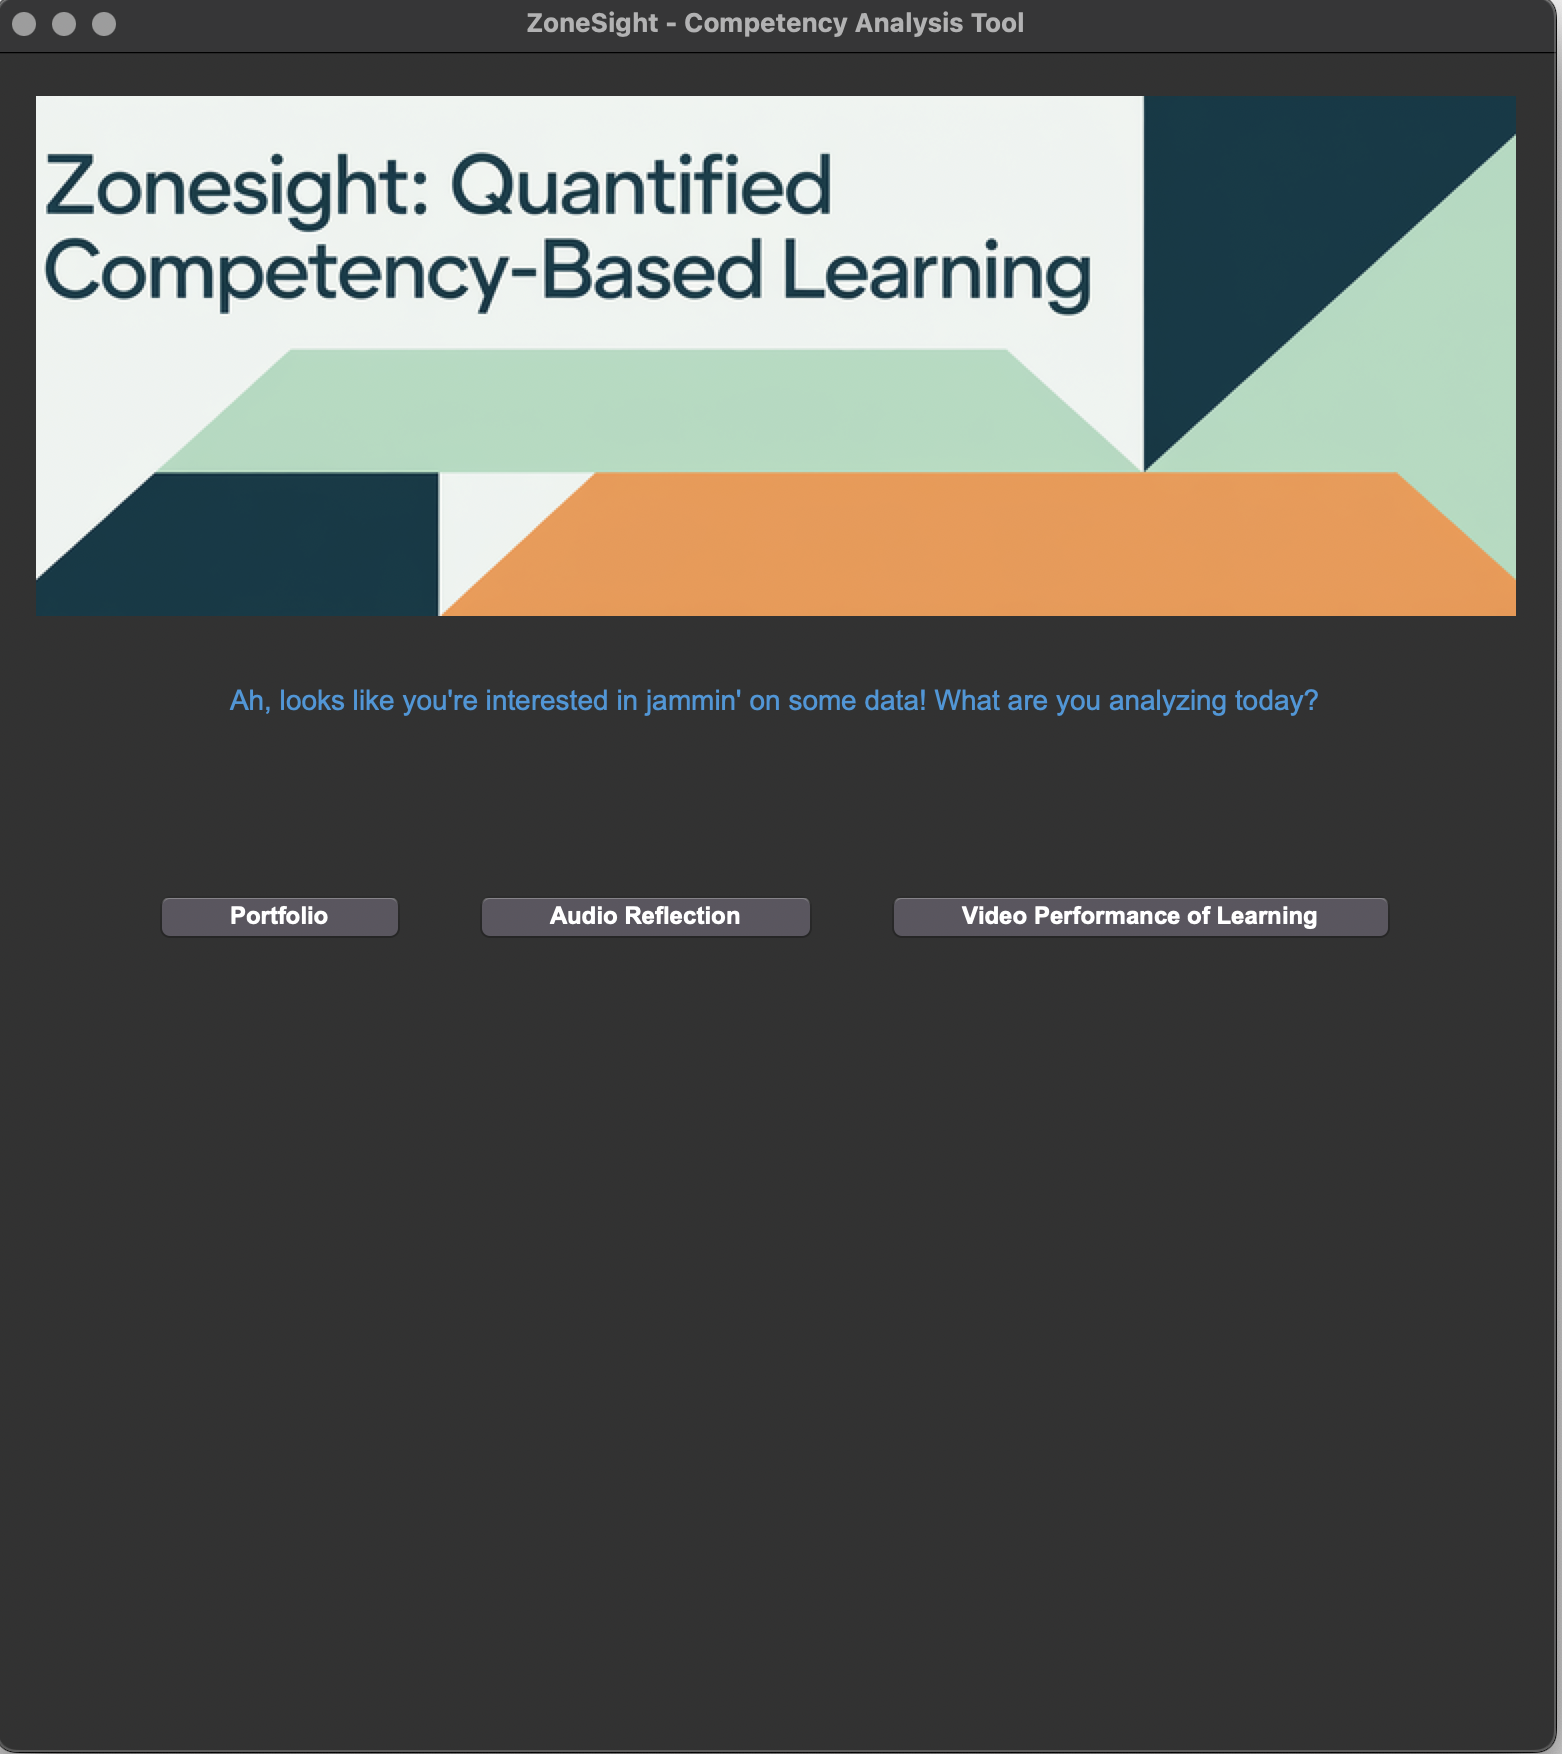 ZoneSight - Competency Analysis Tool
Zonesight: Quantified
Competency-Based Learning
Ah, looks like you're interested in jammin' on some data! What are you analyzing today?
Portfolio
Audio Reflection
Video Performance of Learning